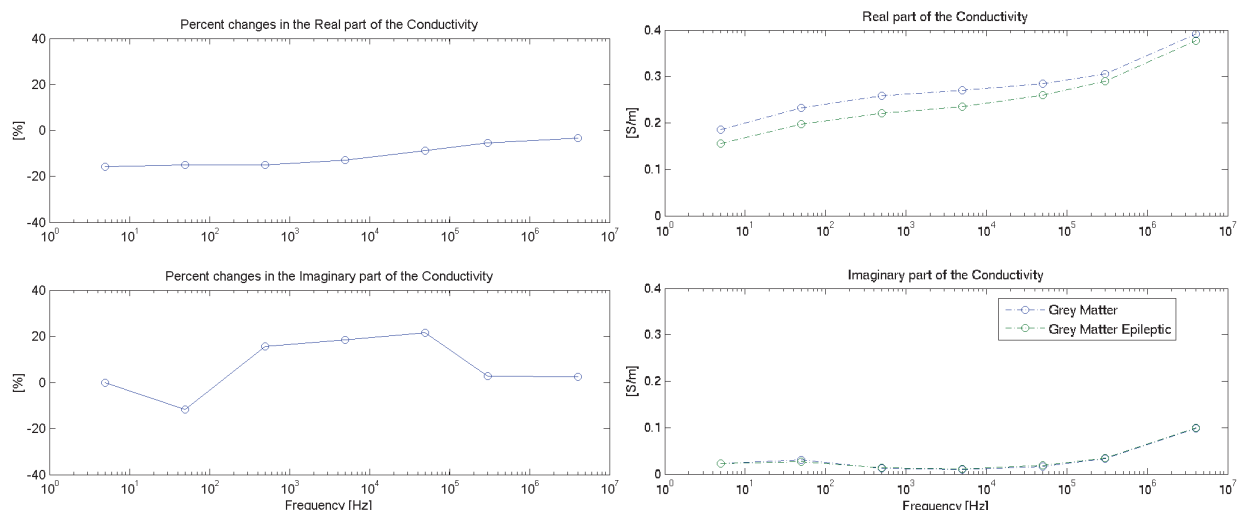 Percent changes in the Real part of the Conductivity
40
20
0
-20
-40
[%]
10^0 10^1 10^2 10^3 10^4 10^5 10^6 10^7
Real part of the Conductivity
0.4
0.3
0.2
0.1
0
[S/m]
10^0 10^1 10^2 10^3 10^4 10^5 10^6 10^7
Percent changes in the Imaginary part of the Conductivity
40
20
0
-20
-40
[%]
10^0 10^1 10^2 10^3 10^4 10^5 10^6 10^7
Frequency [Hz]
Imaginary part of the Conductivity
Grey Matter
Grey Matter Epileptic
0.4
0.3
0.2
0.1
0
[S/m]
10^0 10^1 10^2 10^3 10^4 10^5 10^6 10^7
Frequency [Hz]